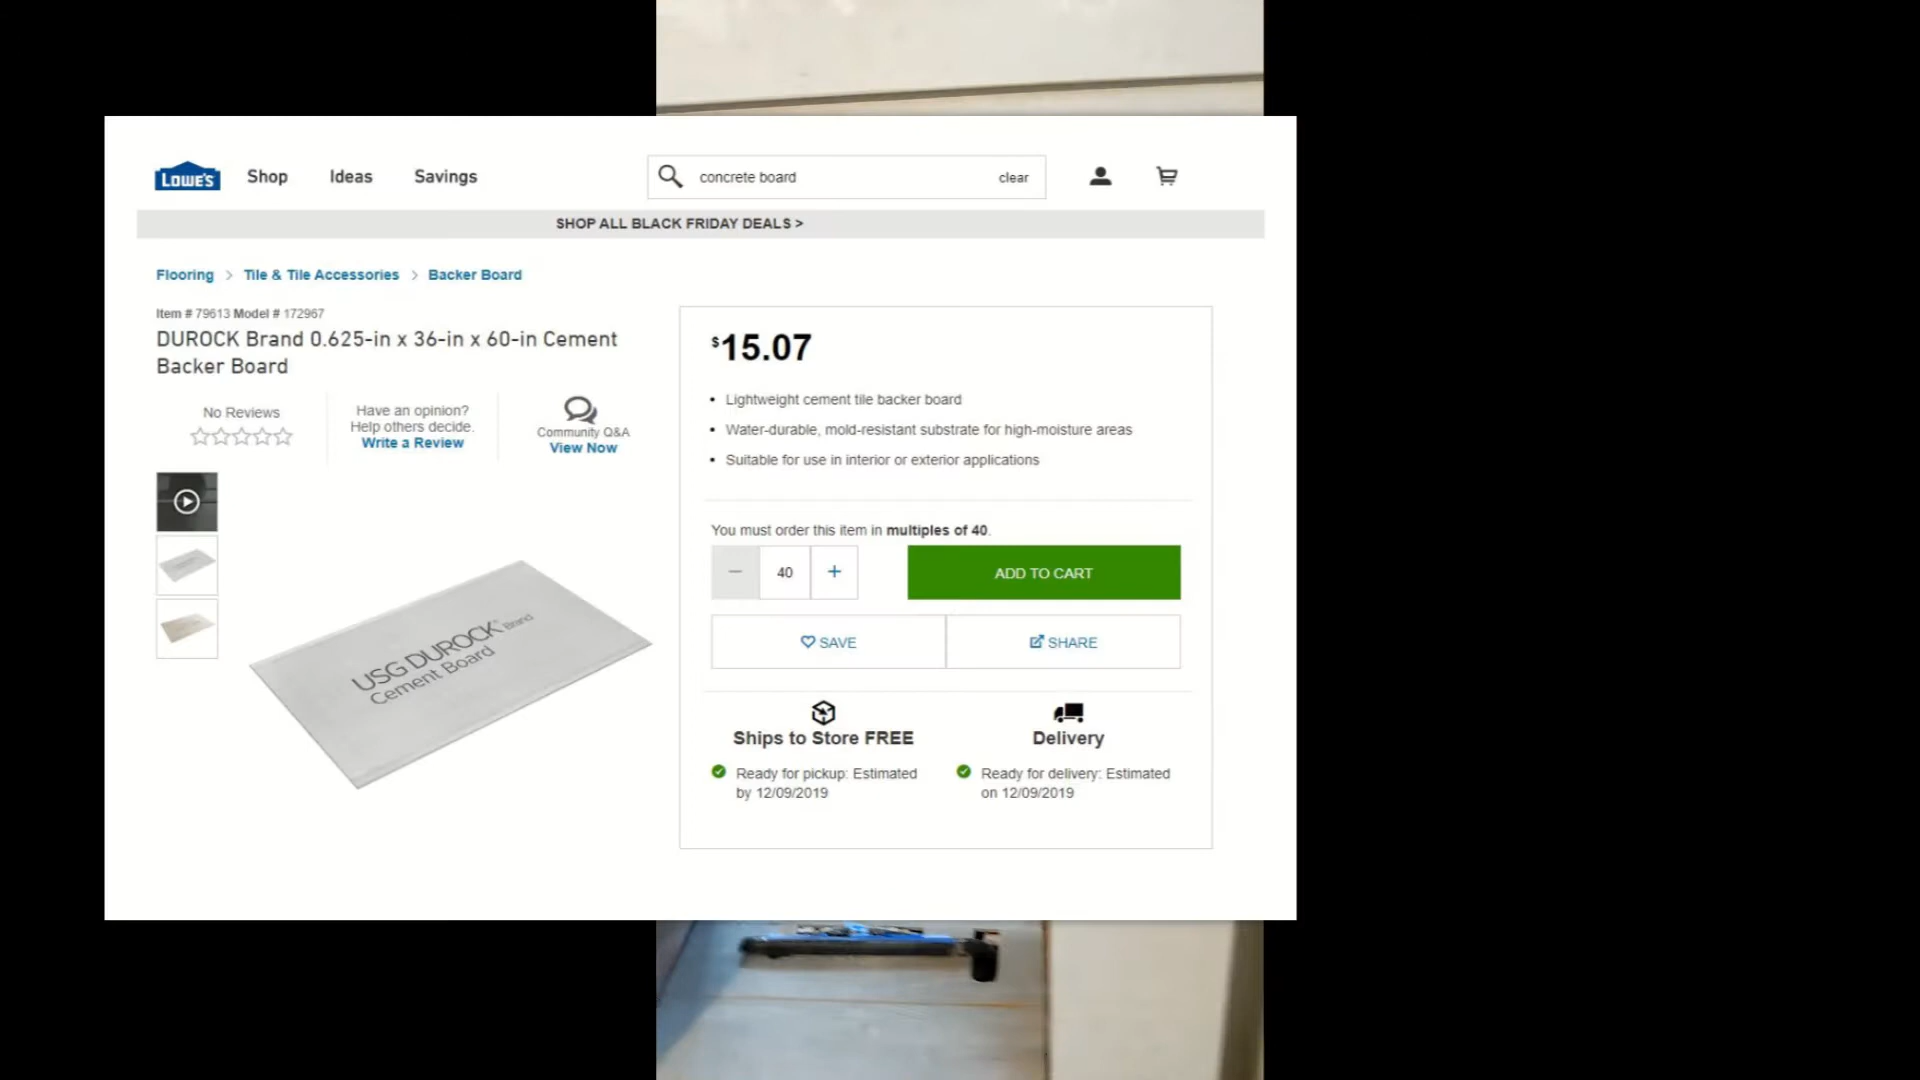 LOWE'S
Shop Ideas Savings
concrete board clear
SHOP ALL BLACK FRIDAY DEALS >
Flooring > Tile & Tile Accessories > Backer Board
Item # 79613 Model # 172967
DUROCK Brand 0.625-in x 36-in x 60-in Cement
Backer Board
No Reviews
Have an opinion?
Help others decide.
Write a Review
Community Q&A
View Now
USG DUROCK® Brand
Cement Board
$15.07
• Lightweight cement tile backer board
• Water-durable, mold-resistant substrate for high-moisture areas
• Suitable for use in interior or exterior applications
You must order this item in multiples of 40.
− 40 +
ADD TO CART
SAVE
SHARE
Ships to Store FREE
Ready for pickup: Estimated
by 12/09/2019
Delivery
Ready for delivery: Estimated
on 12/09/2019